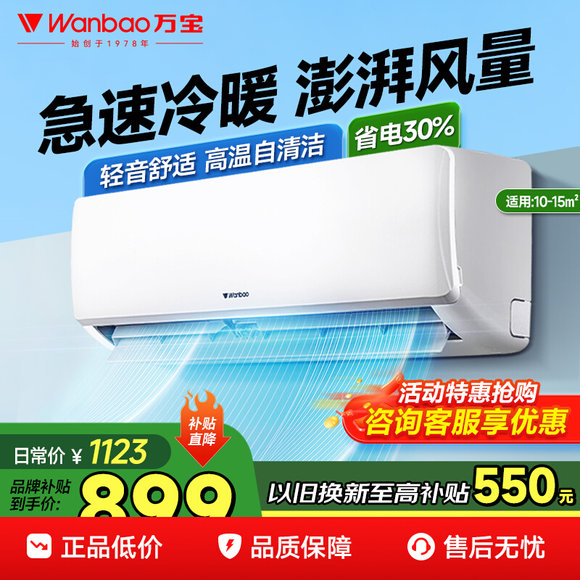 Wanbao万宝
始创于1978年
急速冷暖 澎湃风量
轻音舒适 高温自清洁
省电30%
适用:10-15㎡
Wanbao
活动特惠抢购
咨询客服享优惠
补贴
直降
日常价¥1123
品牌补贴
到手价:
899
以旧换新至高补贴550元
正品低价
品质保障
售后无忧